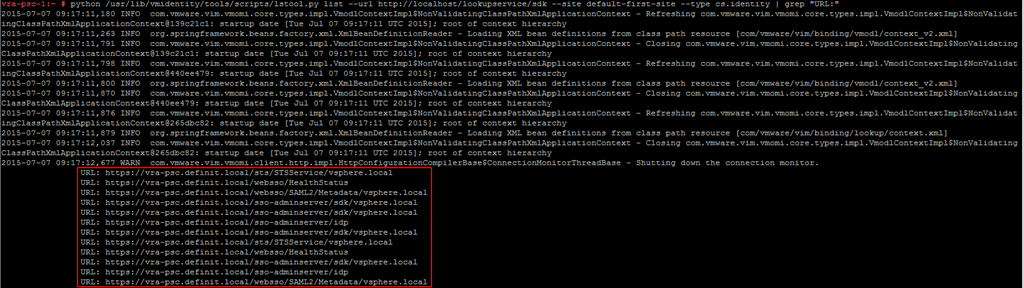 vra-psc-1:~ # python /usr/lib/vmidentity/tools/scripts/lstool.py list --url http://localhost/lookupservice/sdk --site default-first-site --type cs.identity | grep "URL:"
2015-07-07 09:17:11,180 INFO  com.vmware.vim.vmomi.core.types.impl.VmodlContextImpl$NonValidatingClassPathXmlApplicationContext - Refreshing com.vmware.vim.vmomi.core.types.impl.VmodlContextImpl$NonValidat
ingClassPathXmlApplicationContext@139c21c1: startup date [Tue Jul 07 09:17:11 UTC 2015]; root of context hierarchy
2015-07-07 09:17:11,263 INFO  org.springframework.beans.factory.xml.XmlBeanDefinitionReader - Loading XML bean definitions from class path resource [com/vmware/vim/binding/vmodl/context_v2.xml]
2015-07-07 09:17:11,791 INFO  com.vmware.vim.vmomi.core.types.impl.VmodlContextImpl$NonValidatingClassPathXmlApplicationContext - Closing com.vmware.vim.vmomi.core.types.impl.VmodlContextImpl$NonValidating
ClassPathXmlApplicationContext@139c21c1: startup date [Tue Jul 07 09:17:11 UTC 2015]; root of context hierarchy
2015-07-07 09:17:11,798 INFO  com.vmware.vim.vmomi.core.types.impl.VmodlContextImpl$NonValidatingClassPathXmlApplicationContext - Refreshing com.vmware.vim.vmomi.core.types.impl.VmodlContextImpl$NonValidat
ingClassPathXmlApplicationContext@440ee479: startup date [Tue Jul 07 09:17:11 UTC 2015]; root of context hierarchy
2015-07-07 09:17:11,800 INFO  org.springframework.beans.factory.xml.XmlBeanDefinitionReader - Loading XML bean definitions from class path resource [com/vmware/vim/binding/vmodl/context_v2.xml]
2015-07-07 09:17:11,870 INFO  com.vmware.vim.vmomi.core.types.impl.VmodlContextImpl$NonValidatingClassPathXmlApplicationContext - Closing com.vmware.vim.vmomi.core.types.impl.VmodlContextImpl$NonValidating
ClassPathXmlApplicationContext@440ee479: startup date [Tue Jul 07 09:17:11 UTC 2015]; root of context hierarchy
2015-07-07 09:17:11,876 INFO  com.vmware.vim.vmomi.core.types.impl.VmodlContextImpl$NonValidatingClassPathXmlApplicationContext - Refreshing com.vmware.vim.vmomi.core.types.impl.VmodlContextImpl$NonValidat
ingClassPathXmlApplicationContext@265dbc82: startup date [Tue Jul 07 09:17:11 UTC 2015]; root of context hierarchy
2015-07-07 09:17:11,879 INFO  org.springframework.beans.factory.xml.XmlBeanDefinitionReader - Loading XML bean definitions from class path resource [com/vmware/vim/binding/lookup/context.xml]
2015-07-07 09:17:12,037 INFO  com.vmware.vim.vmomi.core.types.impl.VmodlContextImpl$NonValidatingClassPathXmlApplicationContext - Closing com.vmware.vim.vmomi.core.types.impl.VmodlContextImpl$NonValidating
ClassPathXmlApplicationContext@265dbc82: startup date [Tue Jul 07 09:17:11 UTC 2015]; root of context hierarchy
2015-07-07 09:17:12,677 WARN  com.vmware.vim.vmomi.client.http.impl.HttpConfigurationCompilerBase$ConnectionMonitorThreadBase - Shutting down the connection monitor.
URL: https://vra-psc.definit.local/sts/STSService/vsphere.local
URL: https://vra-psc.definit.local/websso/HealthStatus
URL: https://vra-psc.definit.local/websso/SAML2/Metadata/vsphere.local
URL: https://vra-psc.definit.local/sso-adminserver/sdk/vsphere.local
URL: https://vra-psc.definit.local/sso-adminserver/sdk/vsphere.local
URL: https://vra-psc.definit.local/sso-adminserver/idp
URL: https://vra-psc.definit.local/sso-adminserver/sdk/vsphere.local
URL: https://vra-psc.definit.local/sts/STSService/vsphere.local
URL: https://vra-psc.definit.local/websso/HealthStatus
URL: https://vra-psc.definit.local/sso-adminserver/sdk/vsphere.local
URL: https://vra-psc.definit.local/sso-adminserver/idp
URL: https://vra-psc.definit.local/websso/SAML2/Metadata/vsphere.local